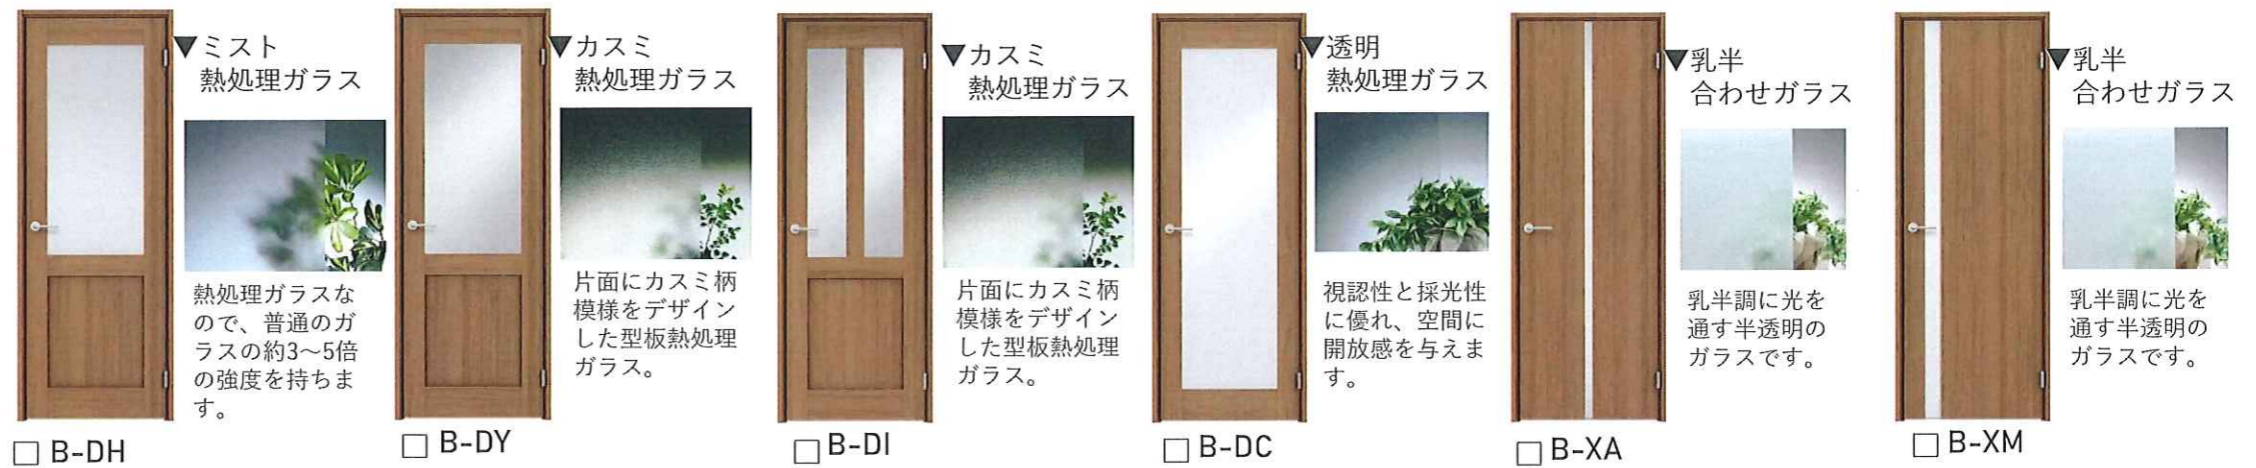 ▼ミスト
熱処理ガラス
熱処理ガラスな
ので、普通のガ
ラスの約3～5倍
の強度を持ちま
す。
□ B-DH
▼カスミ
熱処理ガラス
片面にカスミ柄
模様をデザイン
した型板熱処理
ガラス。
□ B-DY
▼カスミ
熱処理ガラス
片面にカスミ柄
模様をデザイン
した型板熱処理
ガラス。
□ B-DI
▼透明
熱処理ガラス
視認性と採光性
に優れ、空間に
開放感を与えま
す。
□ B-DC
▼乳半
合わせガラス
乳半調に光を
通す半透明の
ガラスです。
□ B-XA
▼乳半
合わせガラス
乳半調に光を
通す半透明の
ガラスです。
□ B-XM